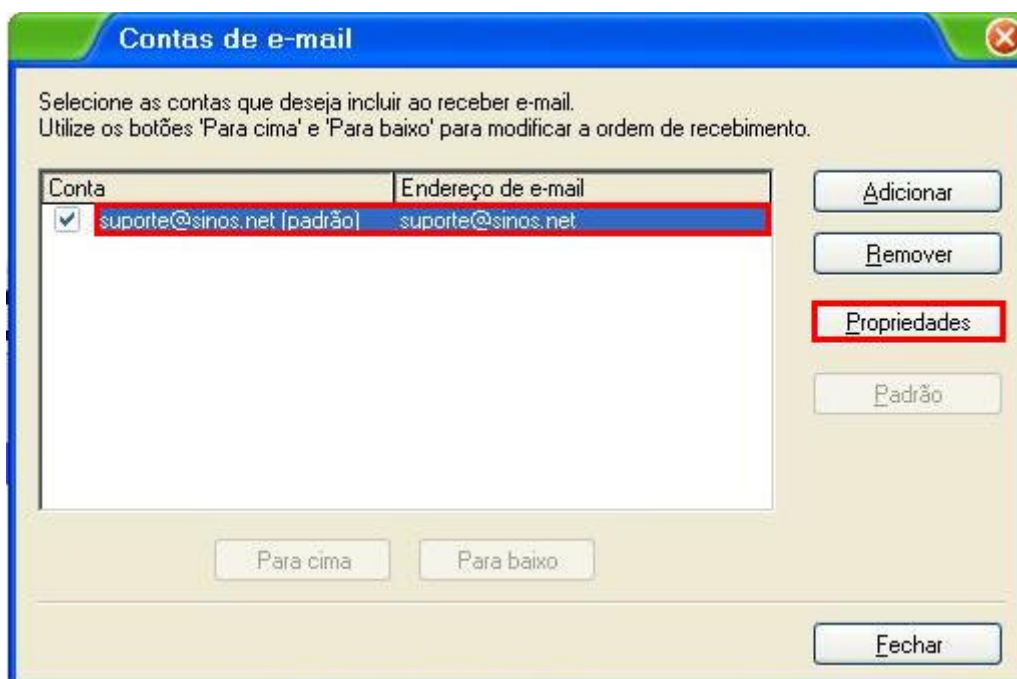 Contas de e-mail
Selecione as contas que deseja incluir ao receber e-mail.
Utilize os botões 'Para cima' e 'Para baixo' para modificar a ordem de recebimento.
Conta Endereço de e-mail
suporte@sinos.net (padrão) suporte@sinos.net
Adicionar
Remover
Propriedades
Padrão
Para cima Para baixo
Fechar